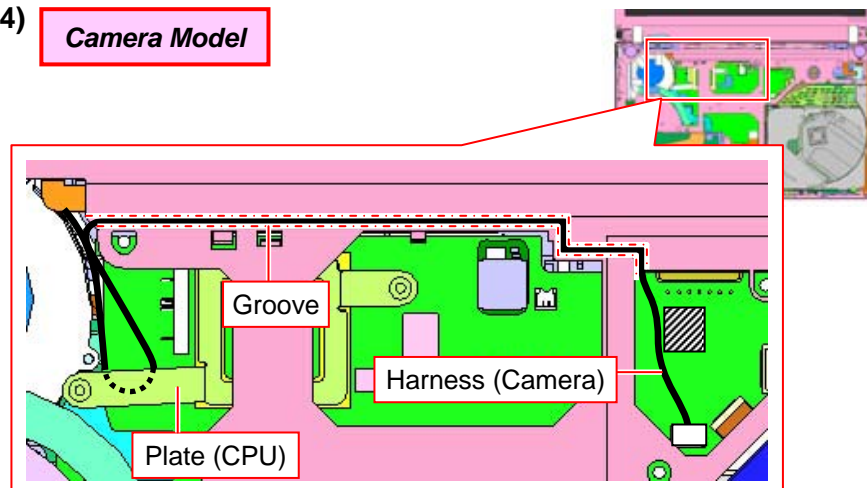 4)
Camera Model
Groove
Harness (Camera)
Plate (CPU)